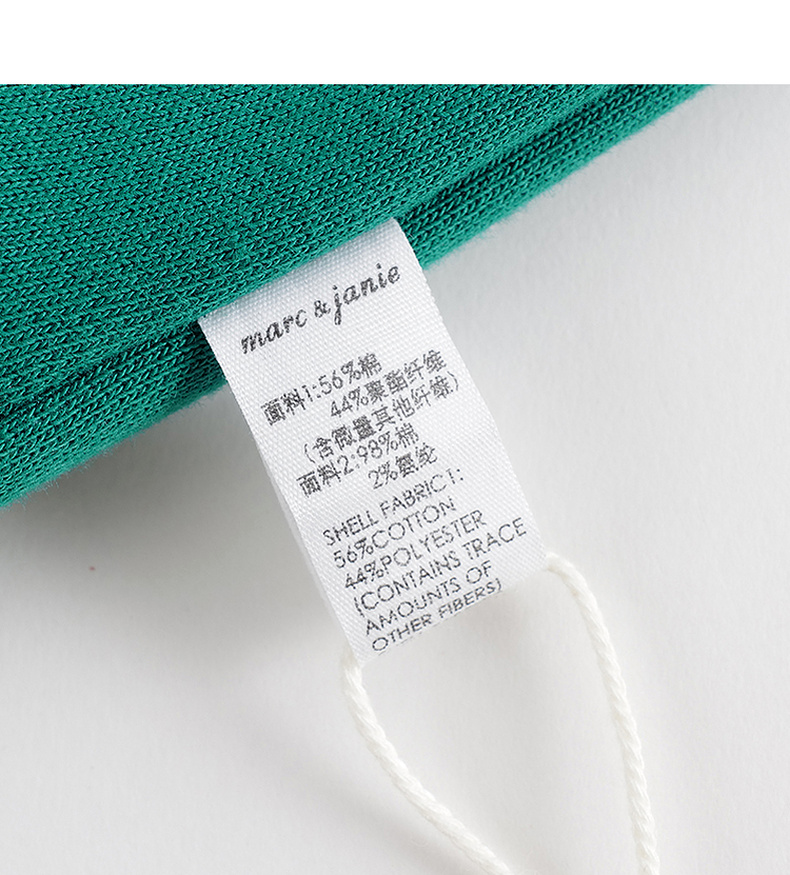 marc & janie
面料1:56%棉
44%聚酯纤维
(含微量其他纤维)
面料2:98%棉
2%氨纶
SHELL FABRIC 1:
56%COTTON
44%POLYESTER
(CONTAINS TRACE
AMOUNTS OF
OTHER FIBERS)